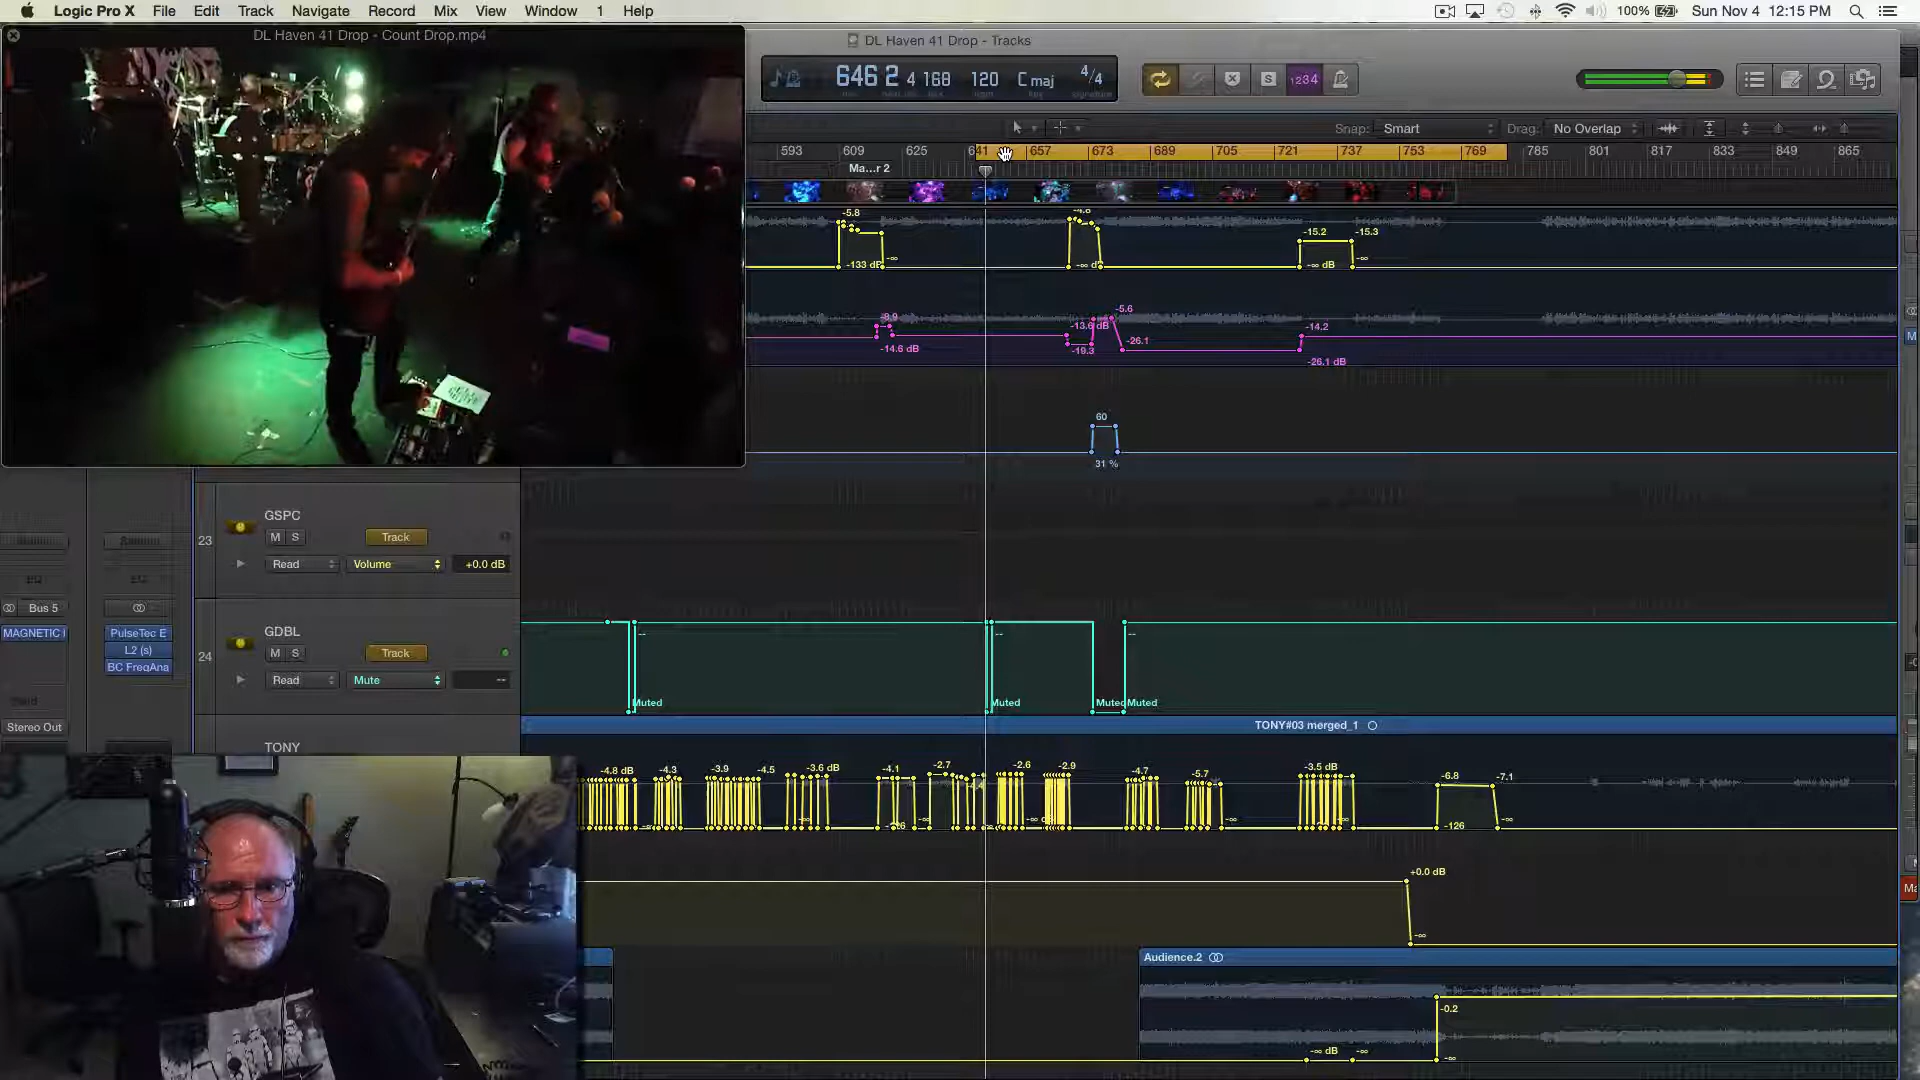 Logic Pro X File Edit Track Navigate Record Mix View Window 1 Help
100% Sun Nov 4 12:15 PM
DL Haven 41 Drop - Count Drop.mp4
DL Haven 41 Drop - Tracks
646 2 4 168 120 C maj 4/4
S 1234
Snap: Smart Drag: No Overlap
593 609 625 641 657 673 689 705 721 737 753 769 785 801 817 833 849 865
Ma...r 2
-5.8
-15.2 -15.3
-133 dB
-∞ dB
-5.6
-8.9
-13.6 dB
-14.2
-14.6 dB
-19.3
-26.1
-26.1 dB
60
31 %
GSPC
23
M S Track
Read Volume +0.0 dB
Bus 5
MAGNETIC
PulseTec E
L2 (s)
BC FreqAna
Stereo Out
GDBL
24
M S Track
Read Mute --
Muted Muted Muted Muted
TONY#03 merged_1
TONY
-4.8 dB -4.3 -3.9 -4.5 -3.6 dB -4.1 -2.7 -2.6 -2.9 -4.7 -5.7 -3.5 dB -6.8 -7.1
-126
+0.0 dB
-∞
Audience.2
-0.2
-∞ dB -∞
-∞